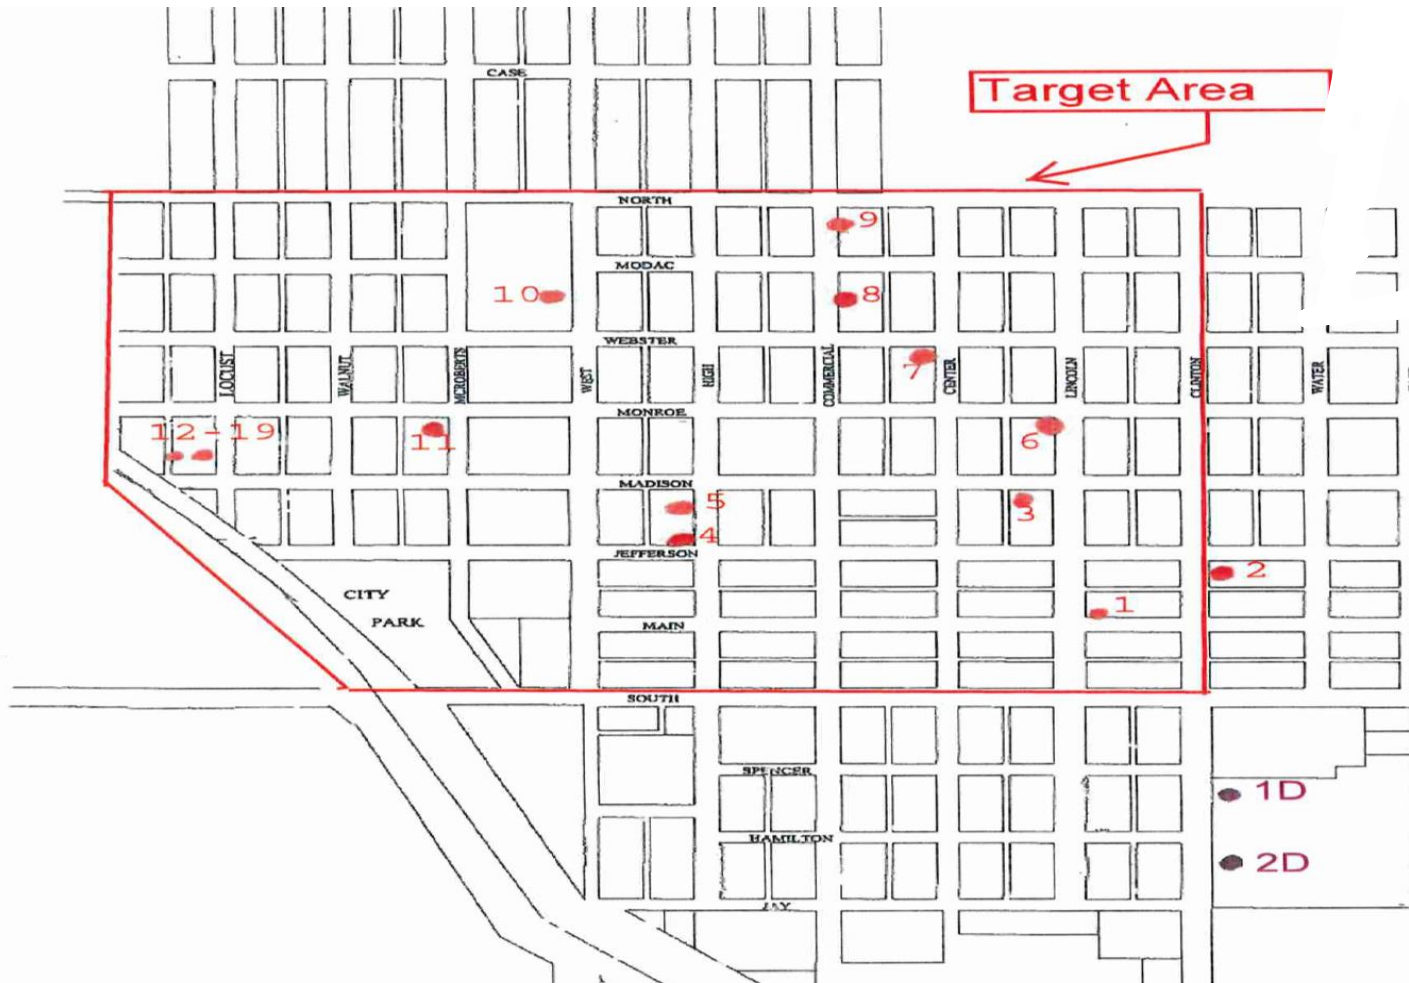 CASE
Target Area
NORTH
9
MODAC
10
8
WEBSTER
LOCUST
WALNUT
MCROBERTS
WEST
HIGH
COMMERCIAL
7
CENTER
LINCOLN
CLINTON
WATER
MONROE
12-19
11
6
MADISON
5
3
4
JEFFERSON
2
CITY
PARK
1
MAIN
SOUTH
SPENCER
1D
HAMILTON
2D
JAY